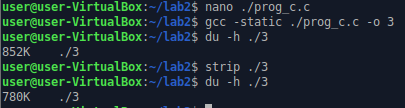 user@user-VirtualBox:~/lab2$ nano ./prog_c.c
user@user-VirtualBox:~/lab2$ gcc -static ./prog_c.c -o 3
user@user-VirtualBox:~/lab2$ du -h ./3
852K    ./3
user@user-VirtualBox:~/lab2$ strip ./3
user@user-VirtualBox:~/lab2$ du -h ./3
780K    ./3